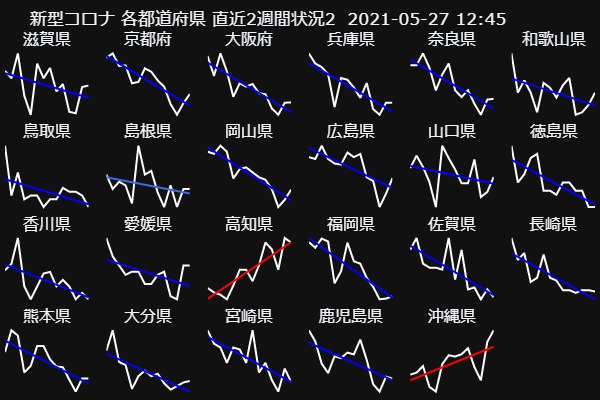 新型コロナ 各都道府県 直近2週間状況2 2021-05-27 12:45
滋賀県 京都府 大阪府 兵庫県 奈良県 和歌山県
鳥取県 島根県 岡山県 広島県 山口県 徳島県
香川県 愛媛県 高知県 福岡県 佐賀県 長崎県
熊本県 大分県 宮崎県 鹿児島県 沖縄県